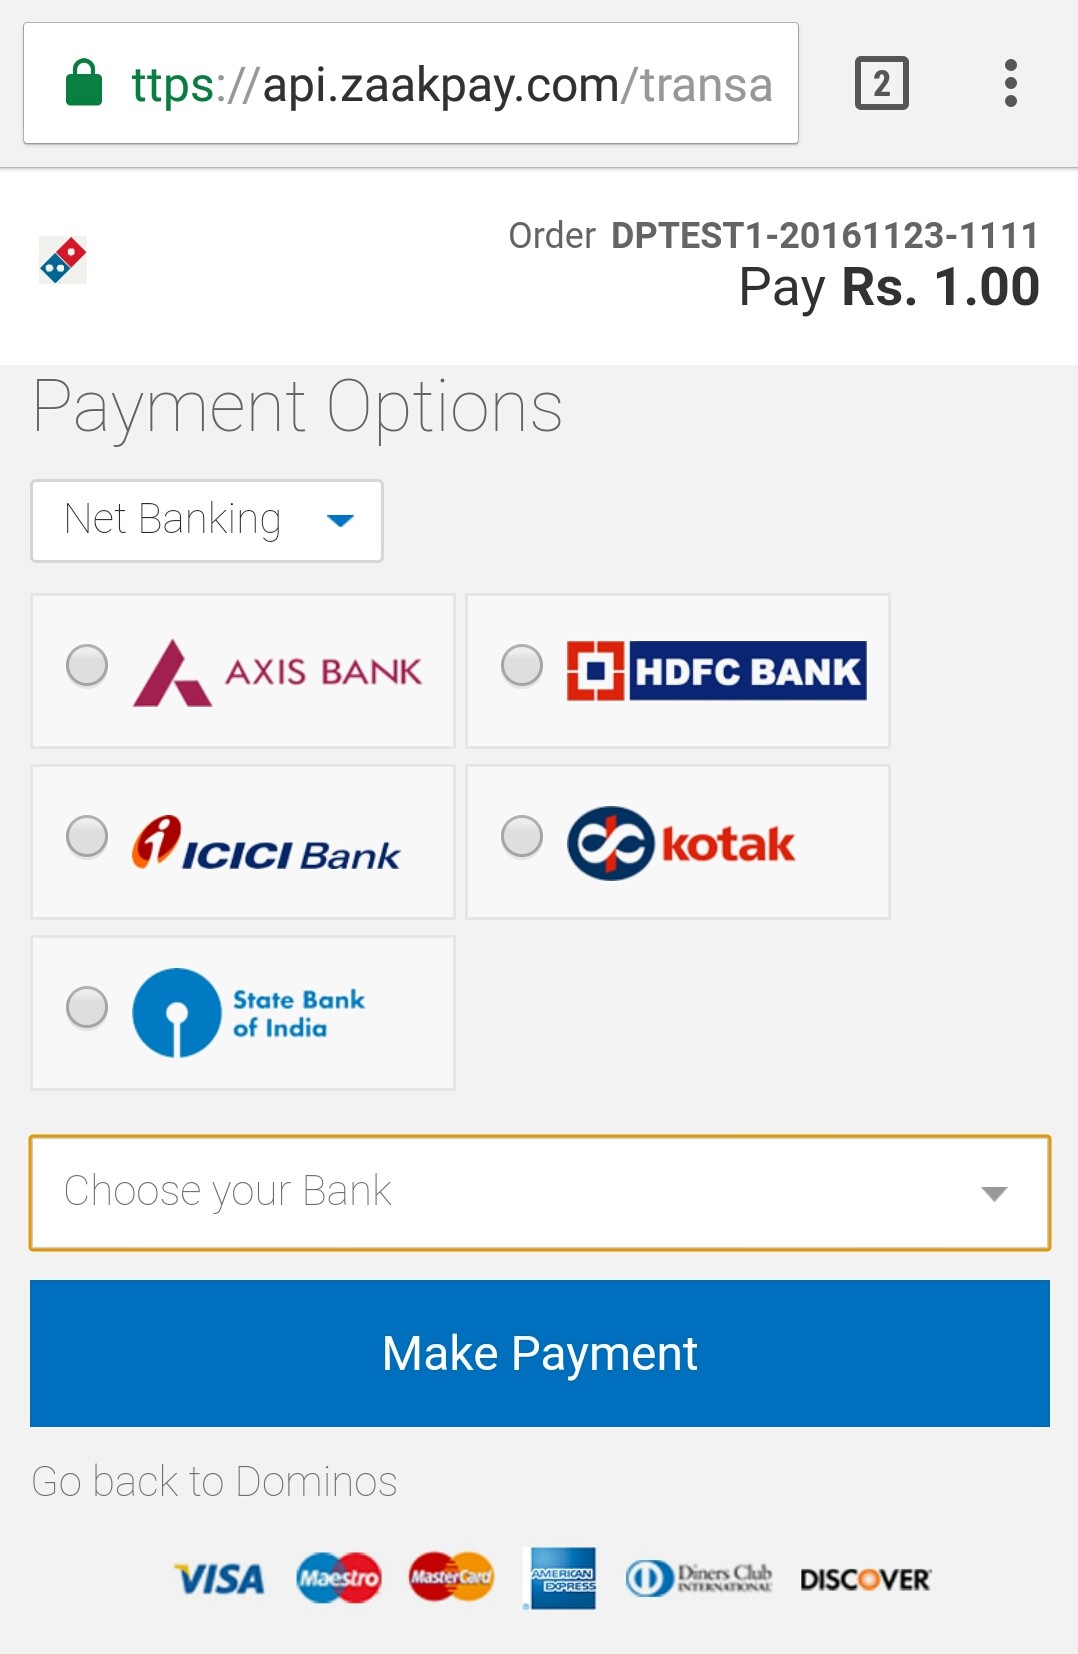 ttps://api.zaakpay.com/transa
2
Order DPTEST1-20161123-1111
Pay Rs. 1.00
Payment Options
Net Banking
AXIS BANK
HDFC BANK
ICICI Bank
kotak
State Bank
of India
Choose your Bank
Make Payment
Go back to Dominos
VISA
Maestro
MasterCard
AMERICAN
EXPRESS
Diners Club
INTERNATIONAL
DISCOVER